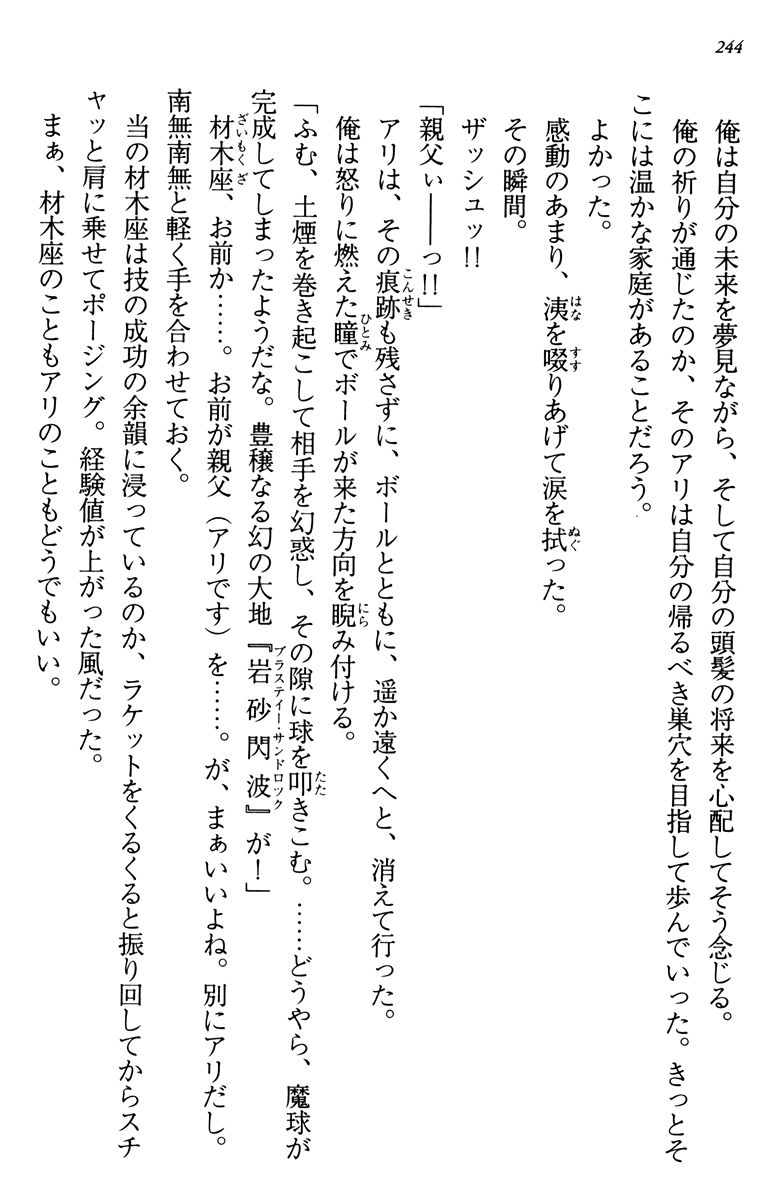 244
俺は自分の未来を夢見ながら、そして自分の頭髪の将来を心配してそう念じる。
俺の祈りが通じたのか、そのアリは自分の帰るべき巣穴を目指して歩んでいった。きっとそ
こには温かな家庭があることだろう。
よかった。
感動のあまり、洟を啜りあげて涙を拭った。
その瞬間。
ザッシュッ!!
「親父ぃ――っ!!」
アリは、その痕跡も残さずに、ボールとともに、遥か遠くへと、消えて行った。
俺は怒りに燃えた瞳でボールが来た方向を睨み付ける。
「ふむ、土煙を巻き起こして相手を幻惑し、その隙に球を叩きこむ。……どうやら、魔球が
完成してしまったようだな。豊穣なる幻の大地『岩砂閃波』が！」
材木座、お前か……。お前が親父（アリです）を……。が、まぁいいよね。別にアリだし。
南無南無と軽く手を合わせておく。
当の材木座は技の成功の余韻に浸っているのか、ラケットをくるくると振り回してからスチ
ャッと肩に乗せてポージング。経験値が上がった風だった。
まぁ、材木座のこともアリのこともどうでもいい。